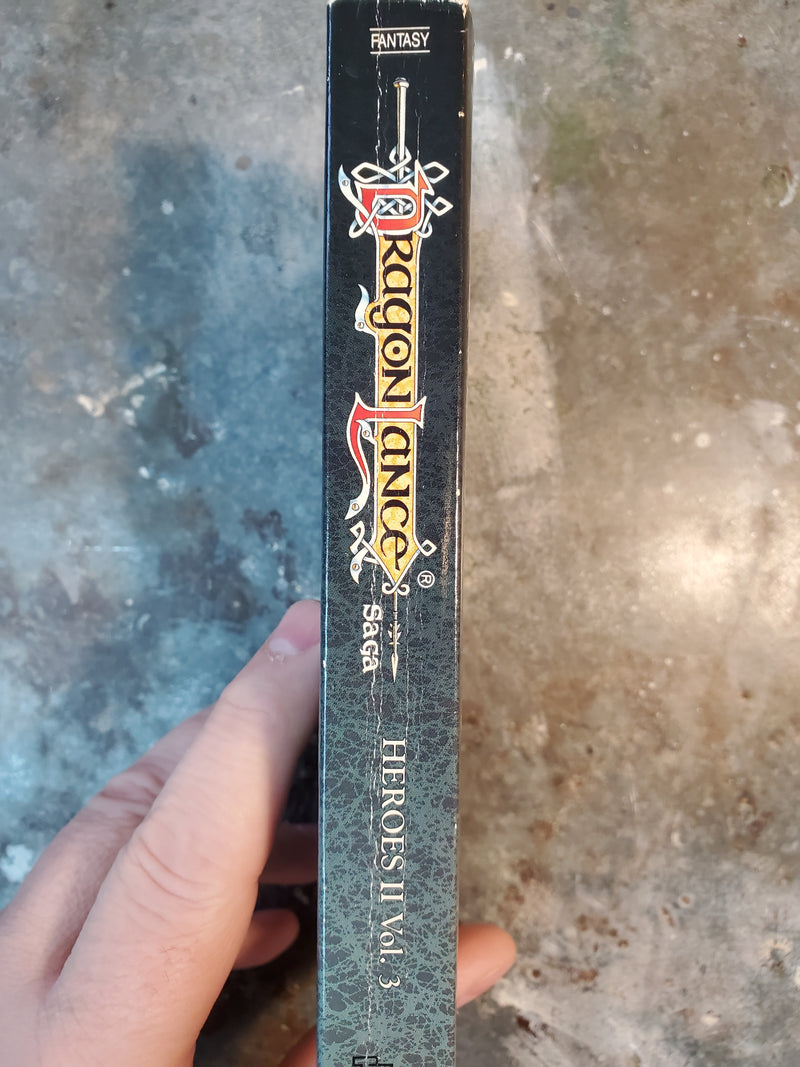 FANTASY
DRAGONLANCE®
SAGA
HEROES II Vol. 3